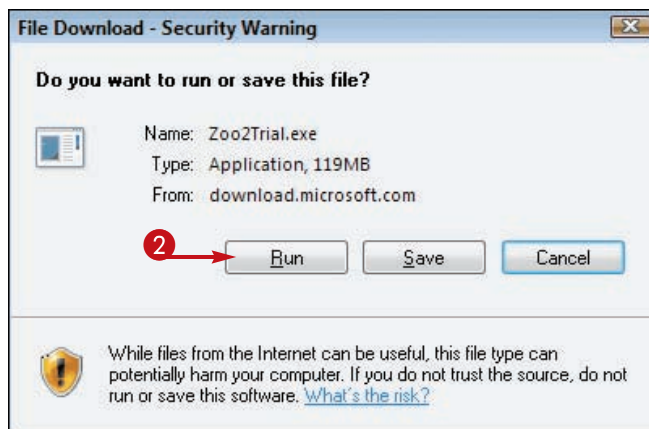 File Download - Security Warning
Do you want to run or save this file?
Name: Zoo2Trial.exe
Type: Application, 119MB
From: download.microsoft.com
2
Run Save Cancel
While files from the Internet can be useful, this file type can
potentially harm your computer. If you do not trust the source, do not
run or save this software. What's the risk?